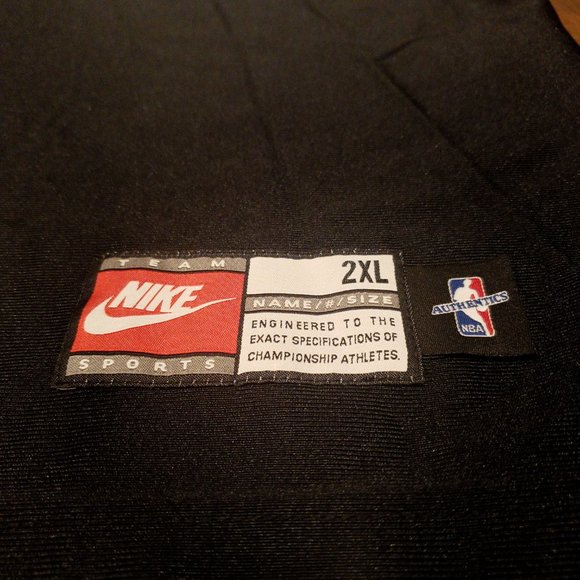 TEAM
NIKE
SPORTS
2XL
NAME/#/SIZE
ENGINEERED TO THE
EXACT SPECIFICATIONS OF
CHAMPIONSHIP ATHLETES.
AUTHENTICS
NBA